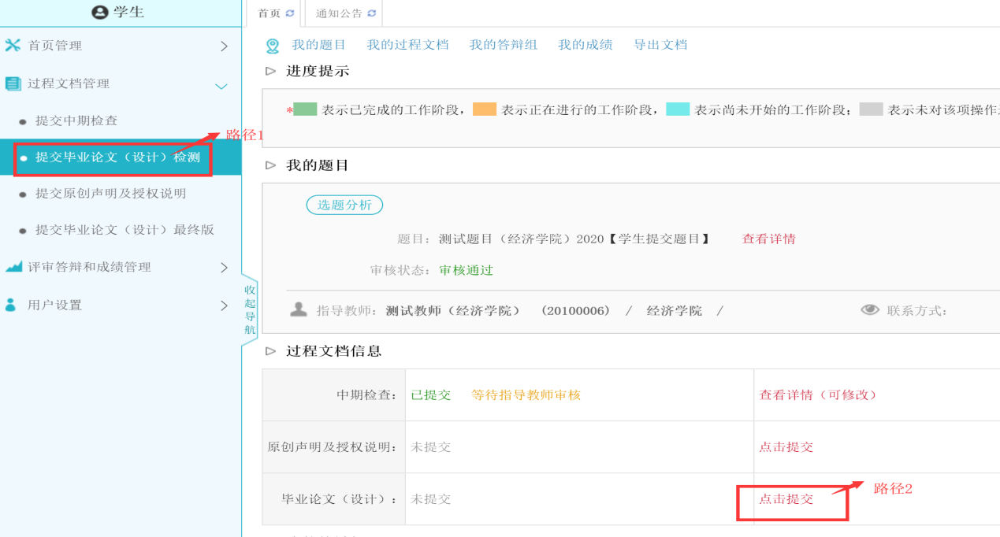 学生
首页管理
过程文档管理
提交中期检查
提交毕业论文（设计）检测
路径1
提交原创声明及授权说明
提交毕业论文（设计）最终版
评审答辩和成绩管理
用户设置
收起导航
首页
通知公告
我的题目 我的过程文档 我的答辩组 我的成绩 导出文档
进度提示
*表示已完成的工作阶段， 表示正在进行的工作阶段， 表示尚未开始的工作阶段； 表示未对该项操作
我的题目
选题分析
题目：测试题目（经济学院）2020【学生提交题目】 查看详情
审核状态：审核通过
指导教师：测试教师（经济学院） （20100006） / 经济学院 / 联系方式：
过程文档信息
中期检查： 已提交 等待指导教师审核 查看详情（可修改）
原创声明及授权说明： 未提交 点击提交
毕业论文（设计）： 未提交 点击提交
路径2